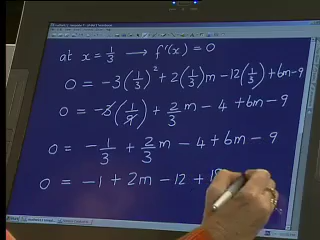 at x = 1/3 → f'(x) = 0
0 = -3(1/3)² + 2(1/3)m - 12(1/3) + 6m - 9
0 = -3(1/9) + 2/3 m - 4 + 6m - 9
0 = -1/3 + 2/3 m - 4 + 6m - 9
0 = -1 + 2m - 12 + 18